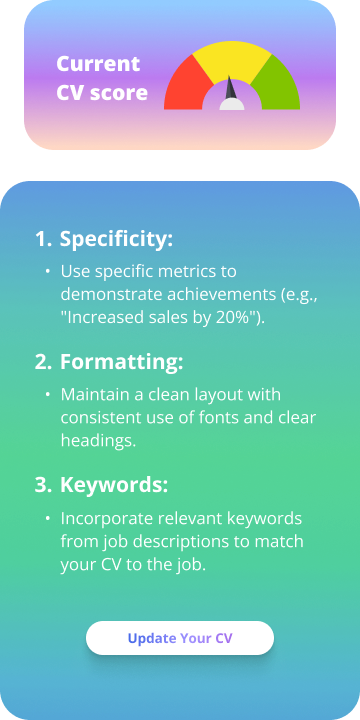 Current
CV score
1. Specificity:
• Use specific metrics to
demonstrate achievements (e.g.,
"Increased sales by 20%").
2. Formatting:
• Maintain a clean layout with
consistent use of fonts and clear
headings.
3. Keywords:
• Incorporate relevant keywords
from job descriptions to match
your CV to the job.
Update Your CV